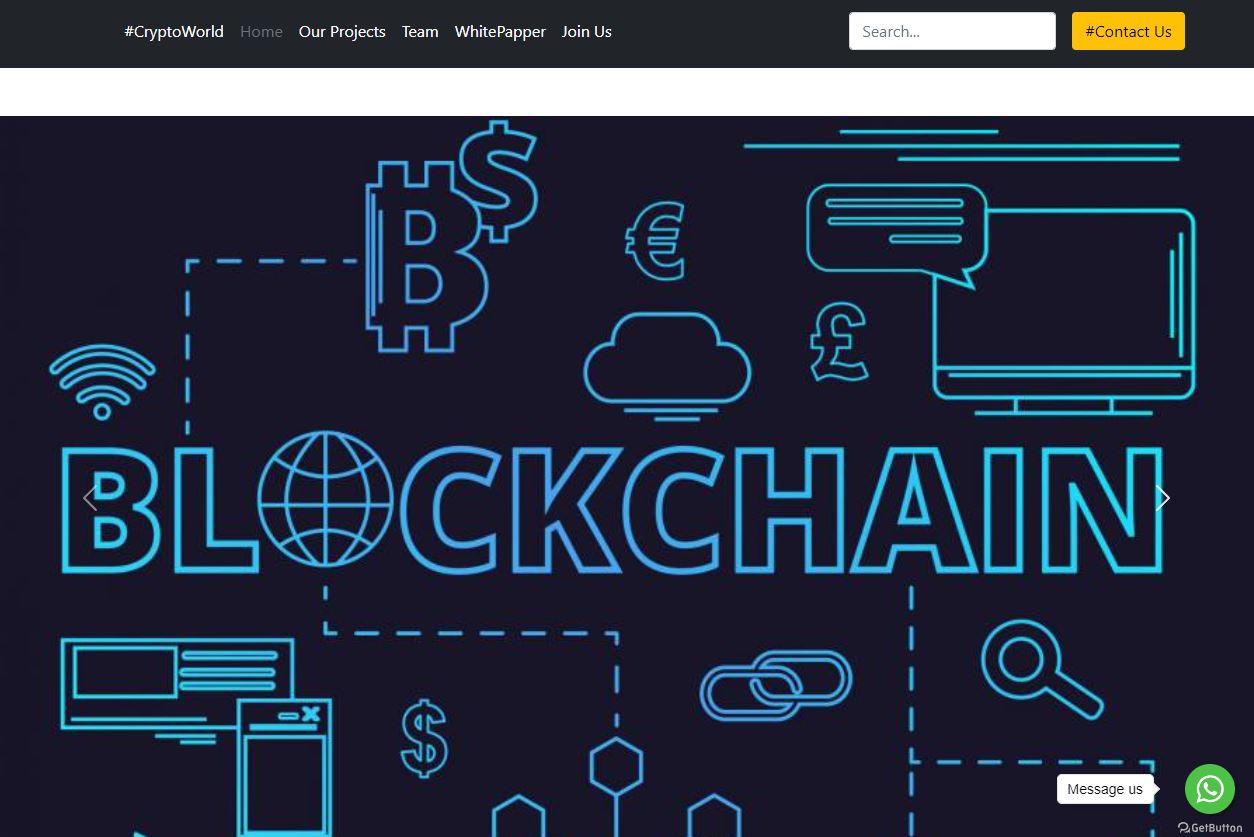 #CryptoWorld Home Our Projects Team WhitePapper Join Us Search... #Contact Us
BLOCKCHAIN
Message us
GetButton